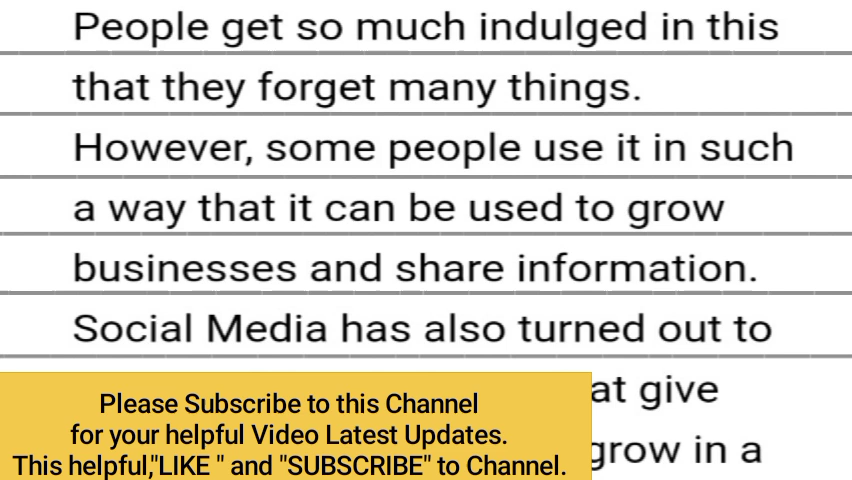 People get so much indulged in this
that they forget many things.
However, some people use it in such
a way that it can be used to grow
businesses and share information.
Social Media has also turned out to
give
grow in a
Please Subscribe to this Channel
for your helpful Video Latest Updates.
This helpful,"LIKE " and "SUBSCRIBE" to Channel.